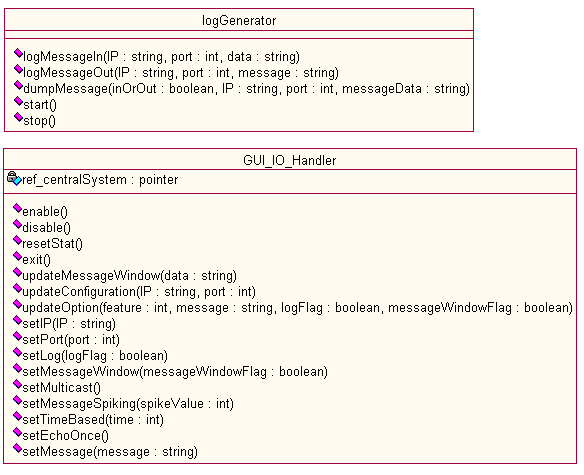 logGenerator
logMessageIn(IP : string, port : int, data : string)
logMessageOut(IP : string, port : int, message : string)
dumpMessage(inOrOut : boolean, IP : string, port : int, messageData : string)
start()
stop()
GUI_IO_Handler
ref_centralSystem : pointer
enable()
disable()
resetStat()
exit()
updateMessageWindow(data : string)
updateConfiguration(IP : string, port : int)
updateOption(feature : int, message : string, logFlag : boolean, messageWindowFlag : boolean)
setIP(IP : string)
setPort(port : int)
setLog(logFlag : boolean)
setMessageWindow(messageWindowFlag : boolean)
setMulticast()
setMessageSpiking(spikeValue : int)
setTimeBased(time : int)
setEchoOnce()
setMessage(message : string)